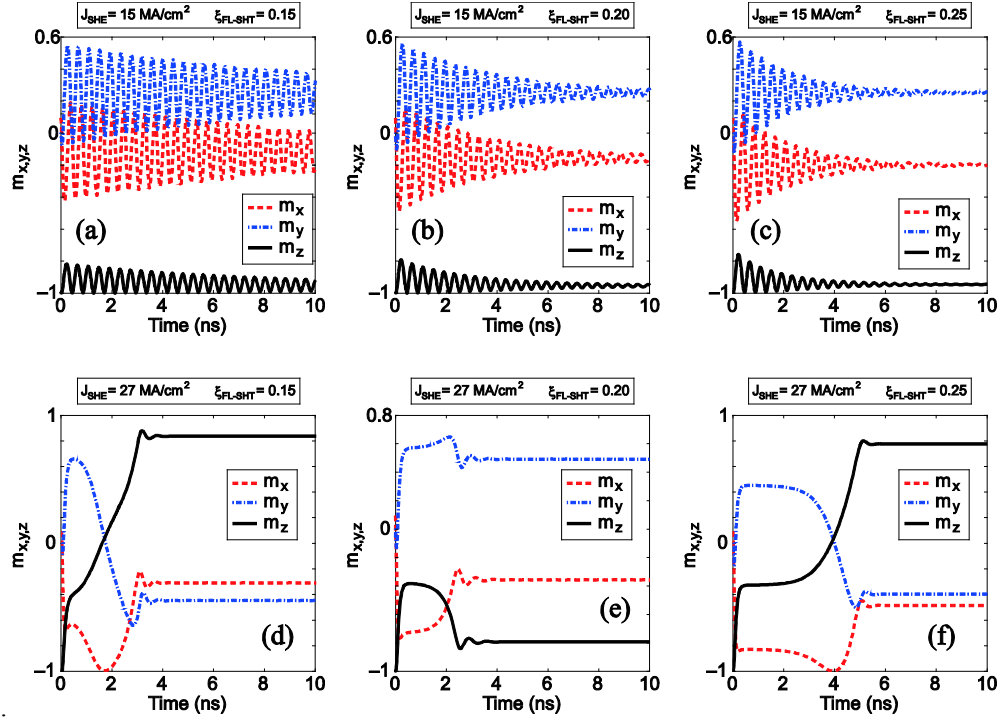 J_SHE = 15 MA/cm² ξ_FL-SHT = 0.15
0.6
0
−1
m_x,y,z
m_x
m_y
m_z
(a)
0 2 4 6 8 10
Time (ns)
J_SHE = 15 MA/cm² ξ_FL-SHT = 0.20
0.6
0
−1
m_x,y,z
m_x
m_y
m_z
(b)
0 2 4 6 8 10
Time (ns)
J_SHE = 15 MA/cm² ξ_FL-SHT = 0.25
0.6
0
−1
m_x,y,z
m_x
m_y
m_z
(c)
0 2 4 6 8 10
Time (ns)
J_SHE = 27 MA/cm² ξ_FL-SHT = 0.15
1
0
−1
m_x,y,z
m_x
m_y
m_z
(d)
0 2 4 6 8 10
Time (ns)
J_SHE = 27 MA/cm² ξ_FL-SHT = 0.20
0.8
0
−1
m_x,y,z
m_x
m_y
m_z
(e)
0 2 4 6 8 10
Time (ns)
J_SHE = 27 MA/cm² ξ_FL-SHT = 0.25
1
0
−1
m_x,y,z
m_x
m_y
m_z
(f)
0 2 4 6 8 10
Time (ns)